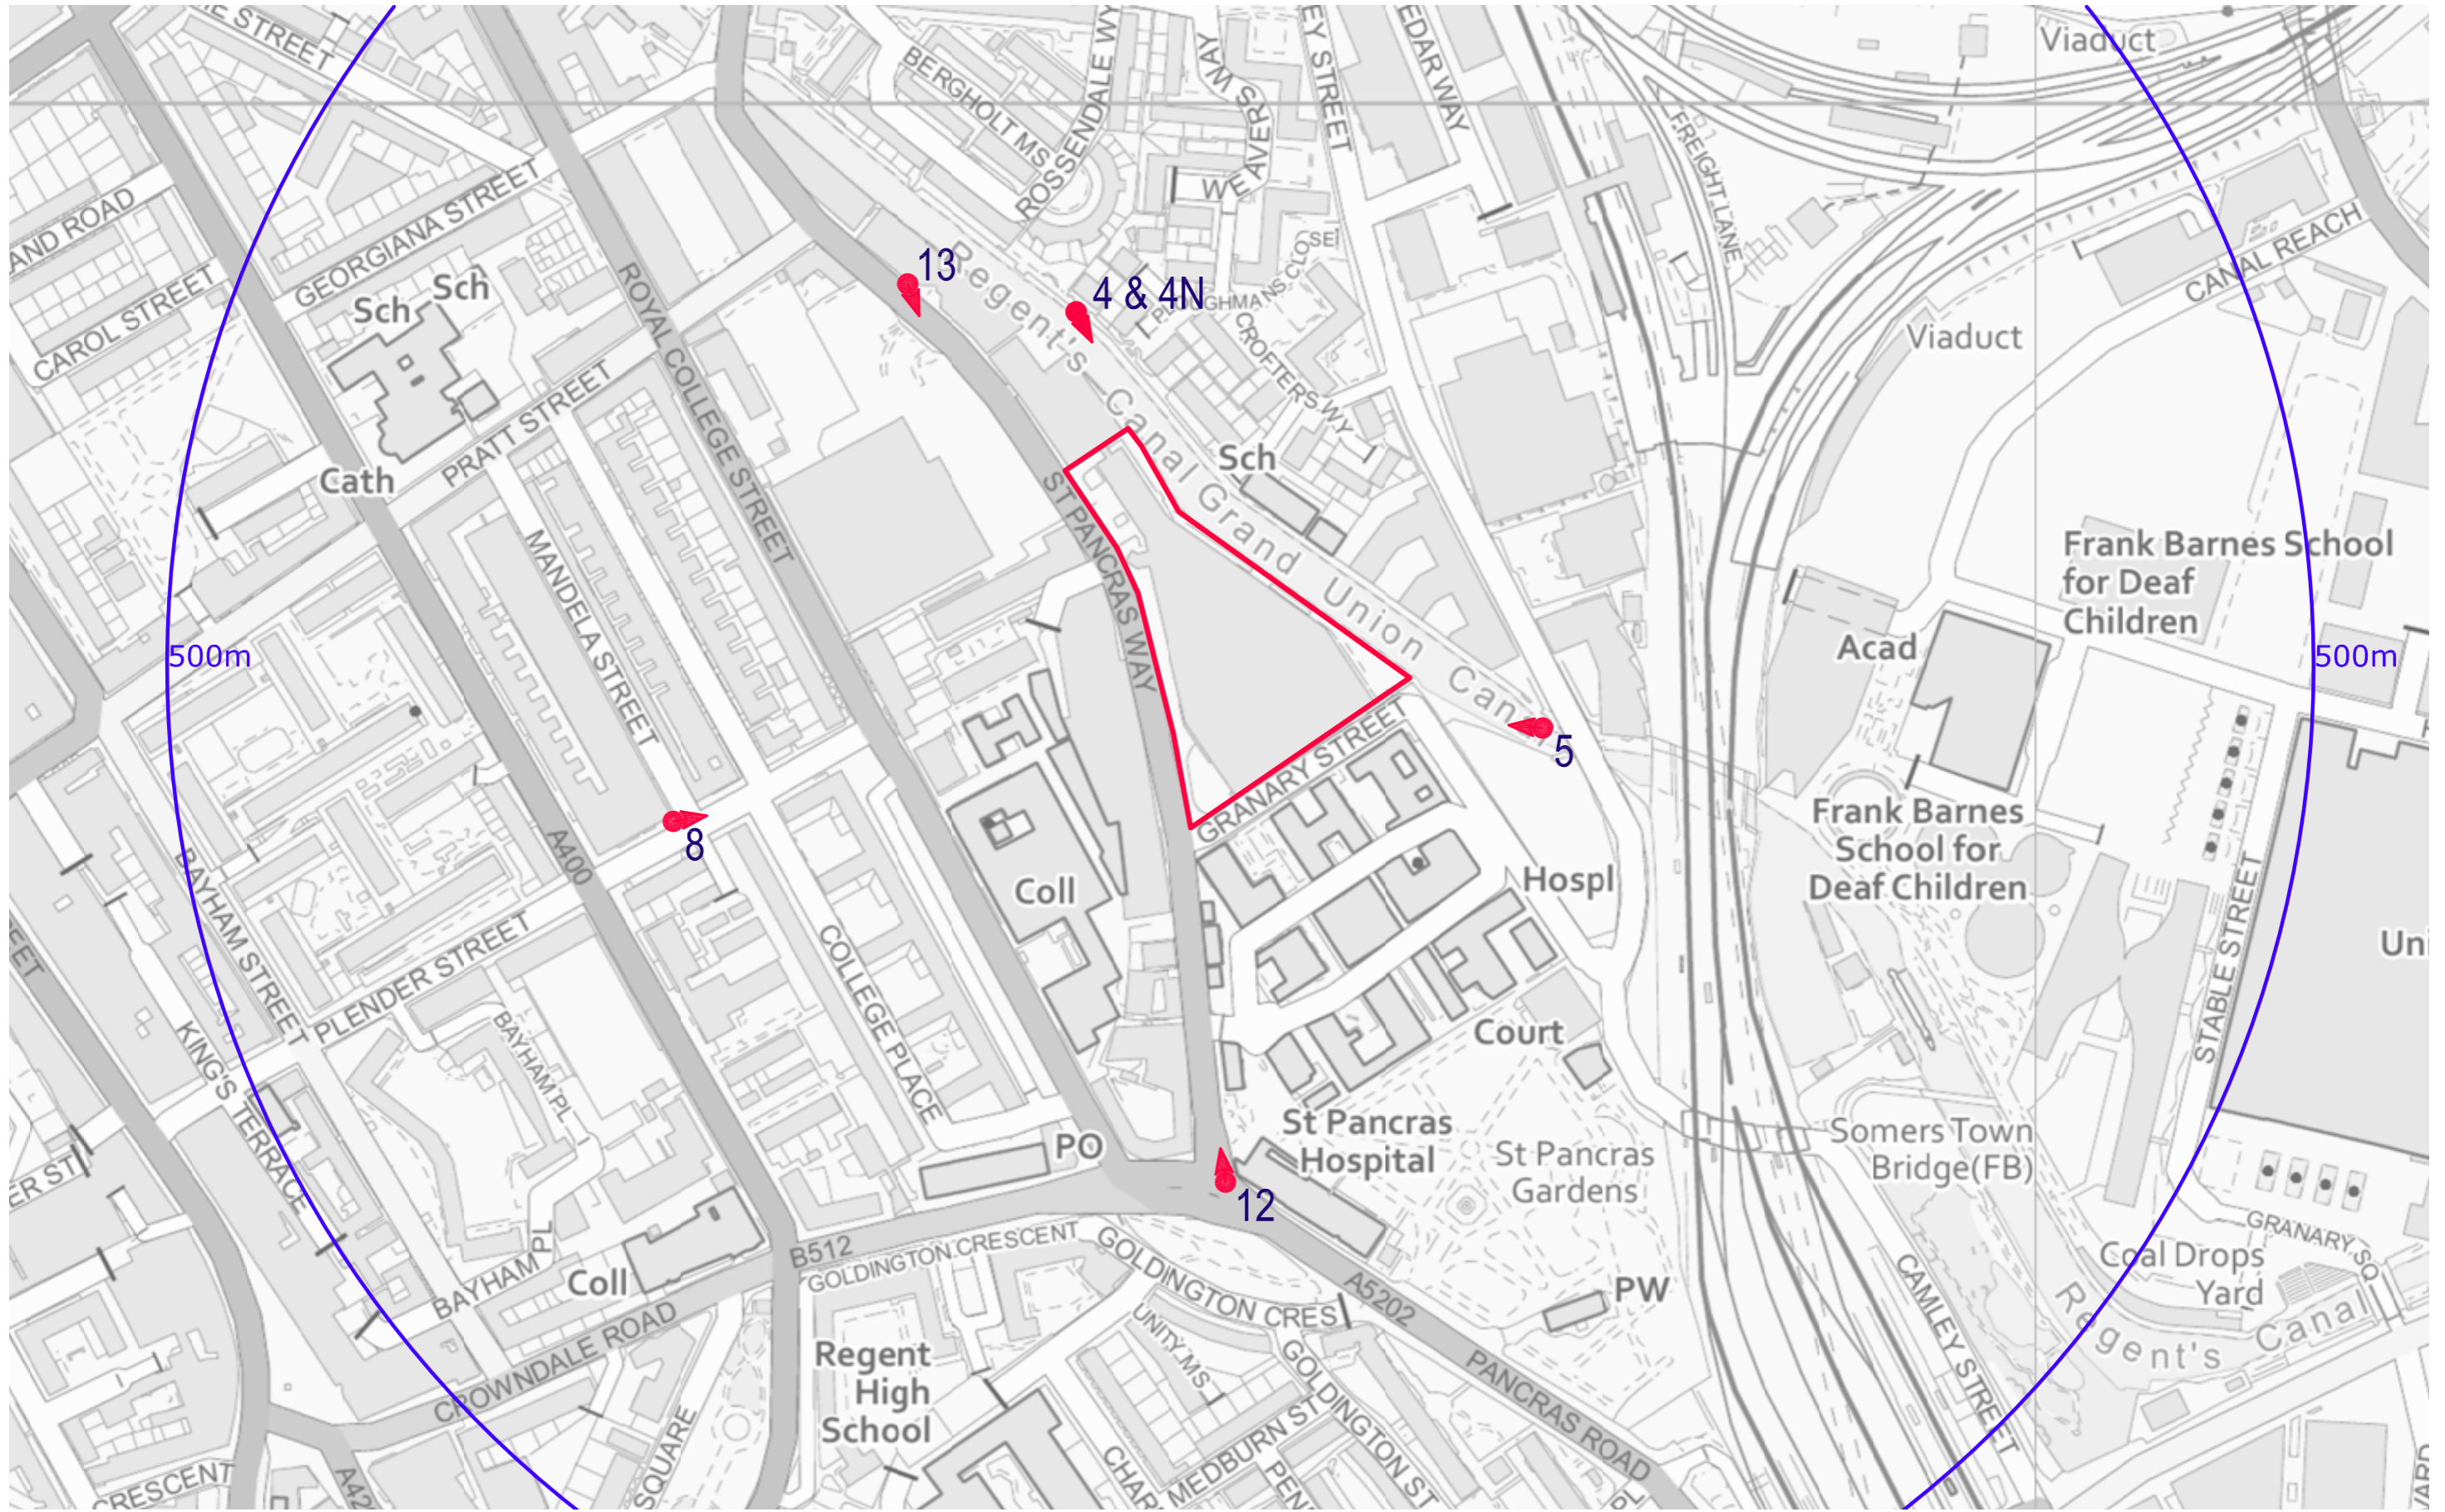 Viaduct
BERGHOLT MS
ROSSENDALE WY
GEORGIANA STREET
FREIGHT LANE
CANAL REACH
CAROL STREET
Sch
Sch
13
4 & 4N
Regent's Canal Grand Union Canal
CROFTERS WY
Viaduct
ROYAL COLLEGE STREET
PRATT STREET
Cath
Sch
ST PANCRAS WAY
MANDELA STREET
Frank Barnes School
for Deaf
Children
Acad
500m
500m
ST PANCRAS WAY
5
GRANARY STREET
8
A400
Frank Barnes
School for
Deaf Children
BAYHAM STREET
PLENDER STREET
Coll
Hospl
COLLEGE PLACE
STABLE STREET
KING'S TERRACE
BAYHAM PL
Court
PO
St Pancras
Hospital
St Pancras
Gardens
Somers Town
Bridge(FB)
12
BAYHAM PL
Coll
B512
GOLDINGTON CRESCENT
GOLDINGTON CRES
A5202
PW
GRANARY SQ
Coal Drops
Yard
Regent's Canal
CAMLEY STREET
CROWNDALE ROAD
Regent
High
School
UNITY MS
GOLDINGTON ST
PANCRAS ROAD
MEDBURN ST
CRESCENT
SQUARE